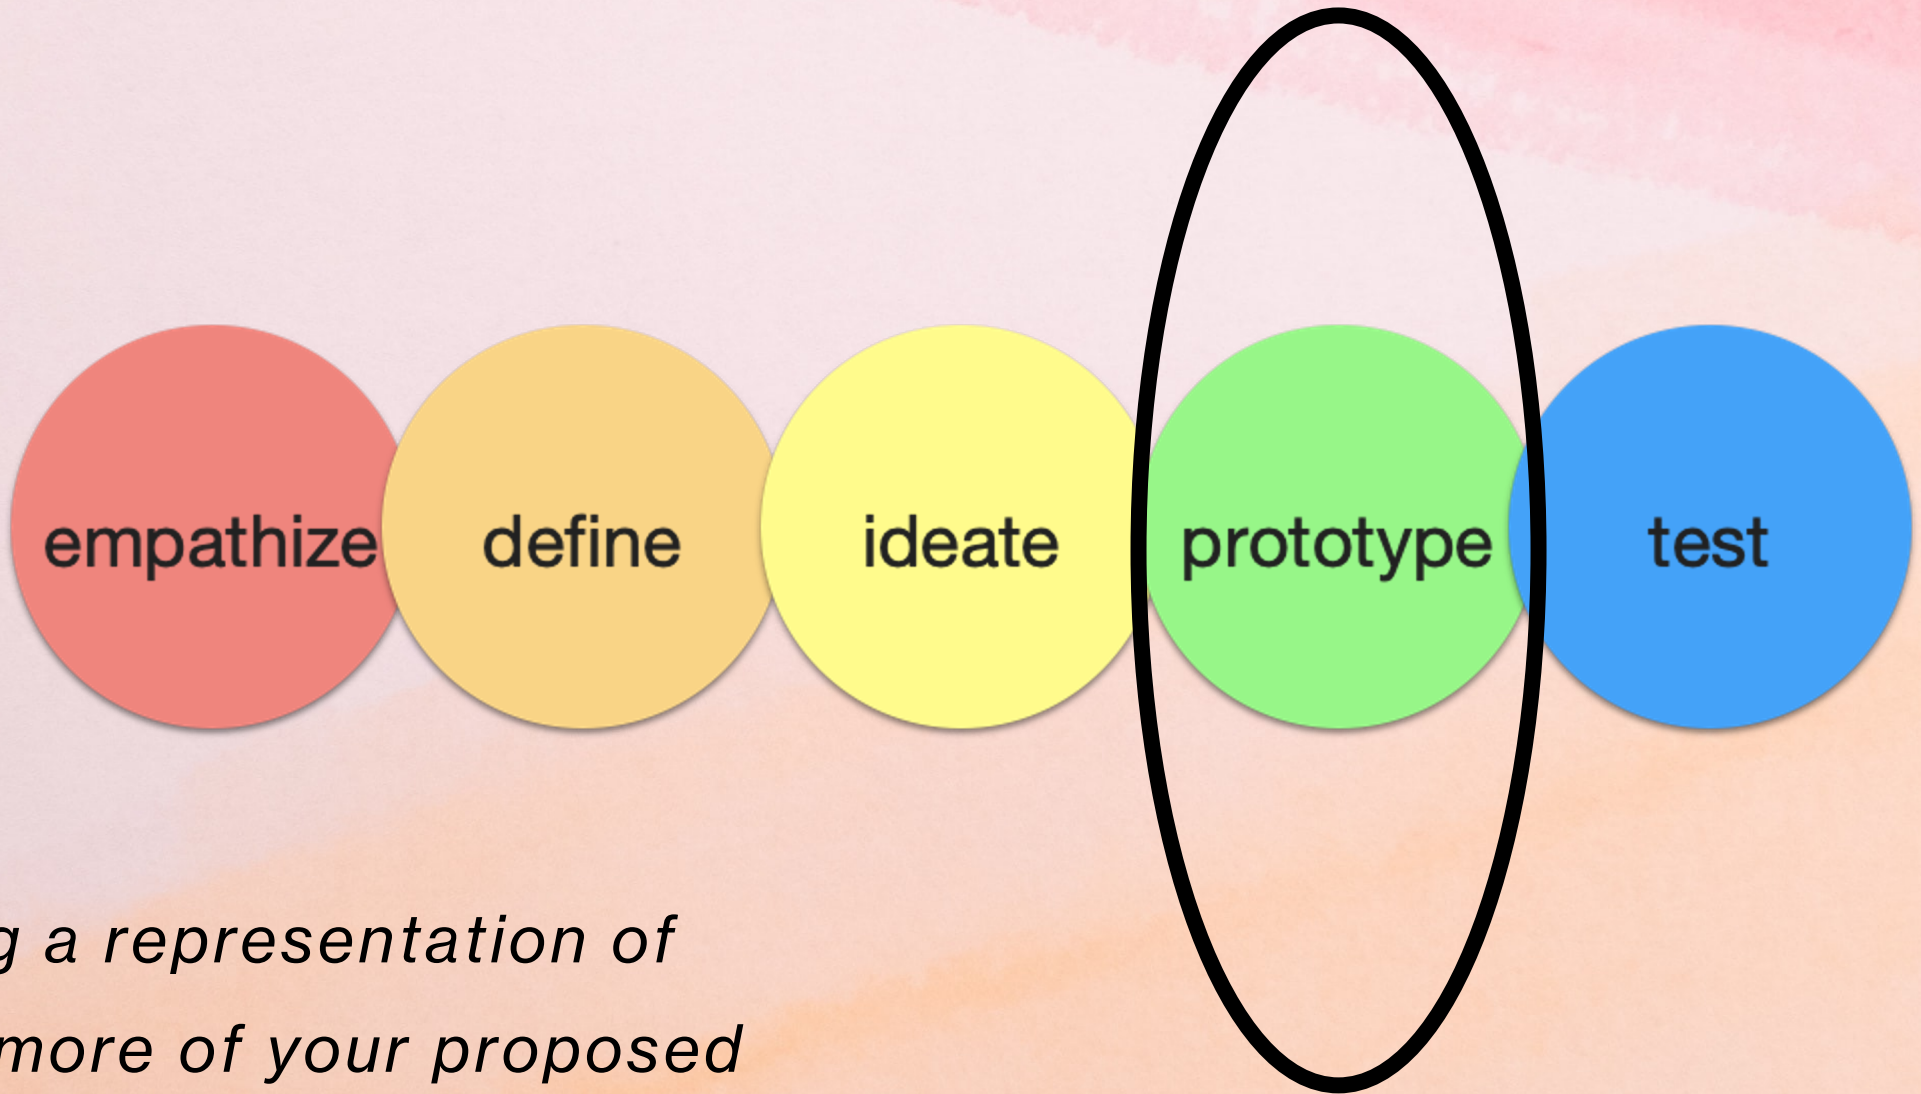 empathize define ideate prototype test
g a representation of
more of your proposed